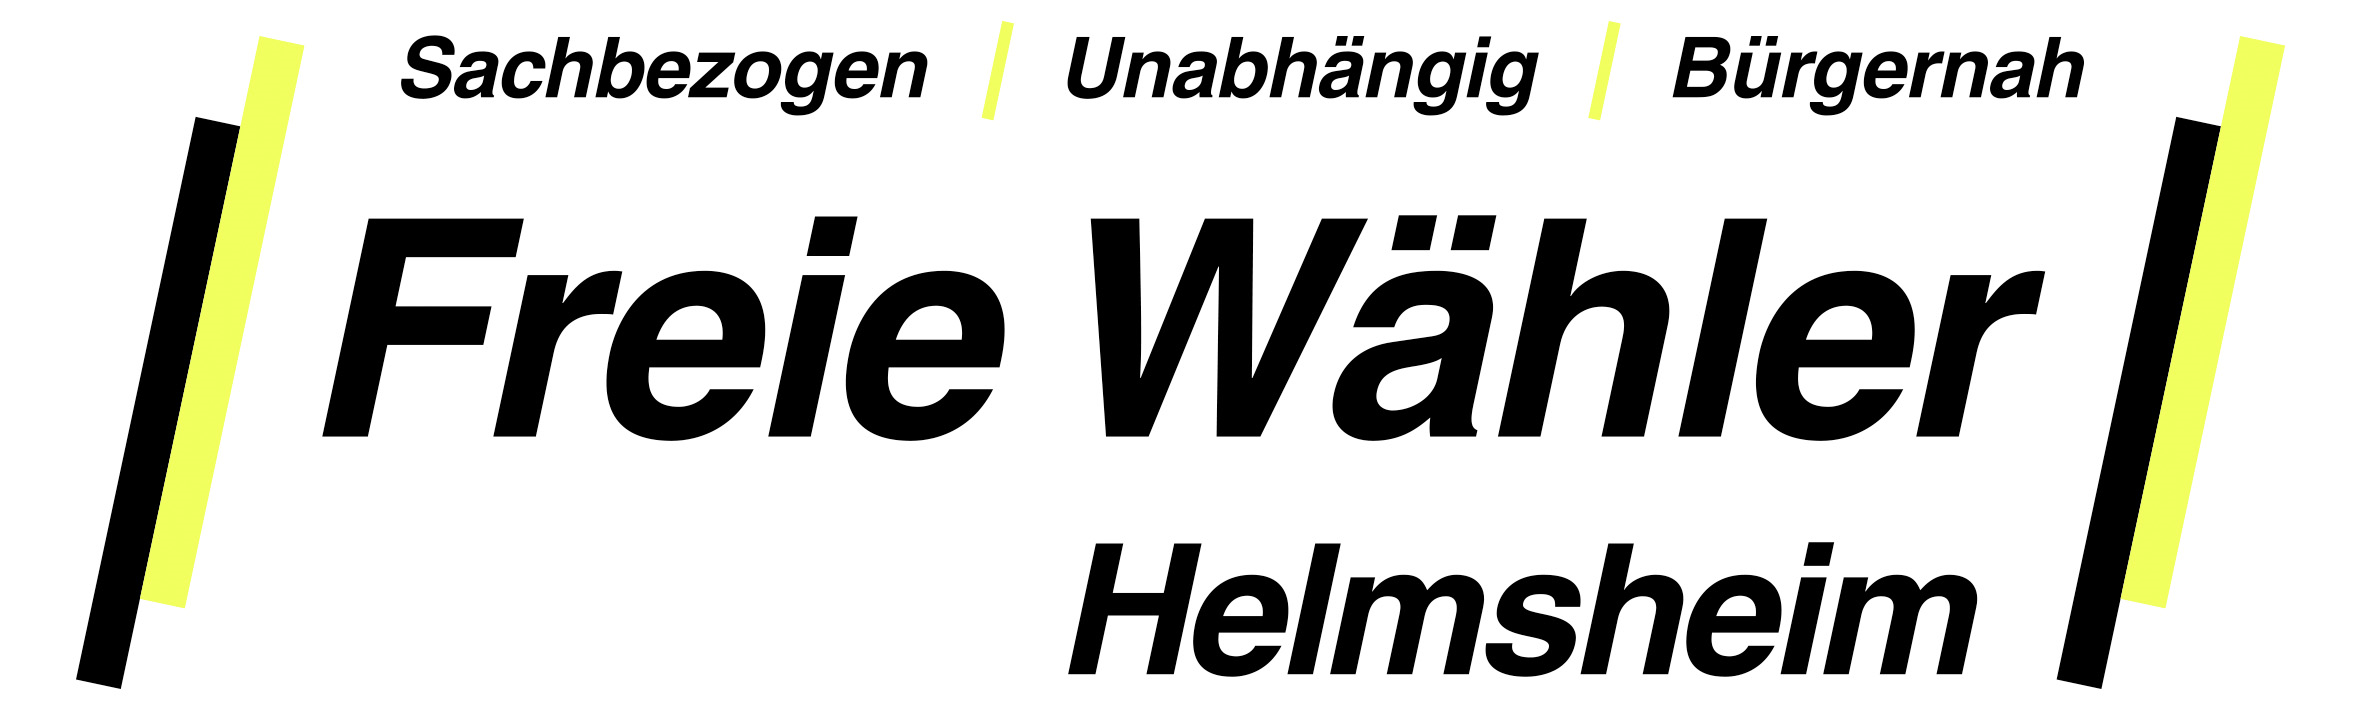 Sachbezogen / Unabhängig / Bürgernah
Freie Wähler
Helmsheim